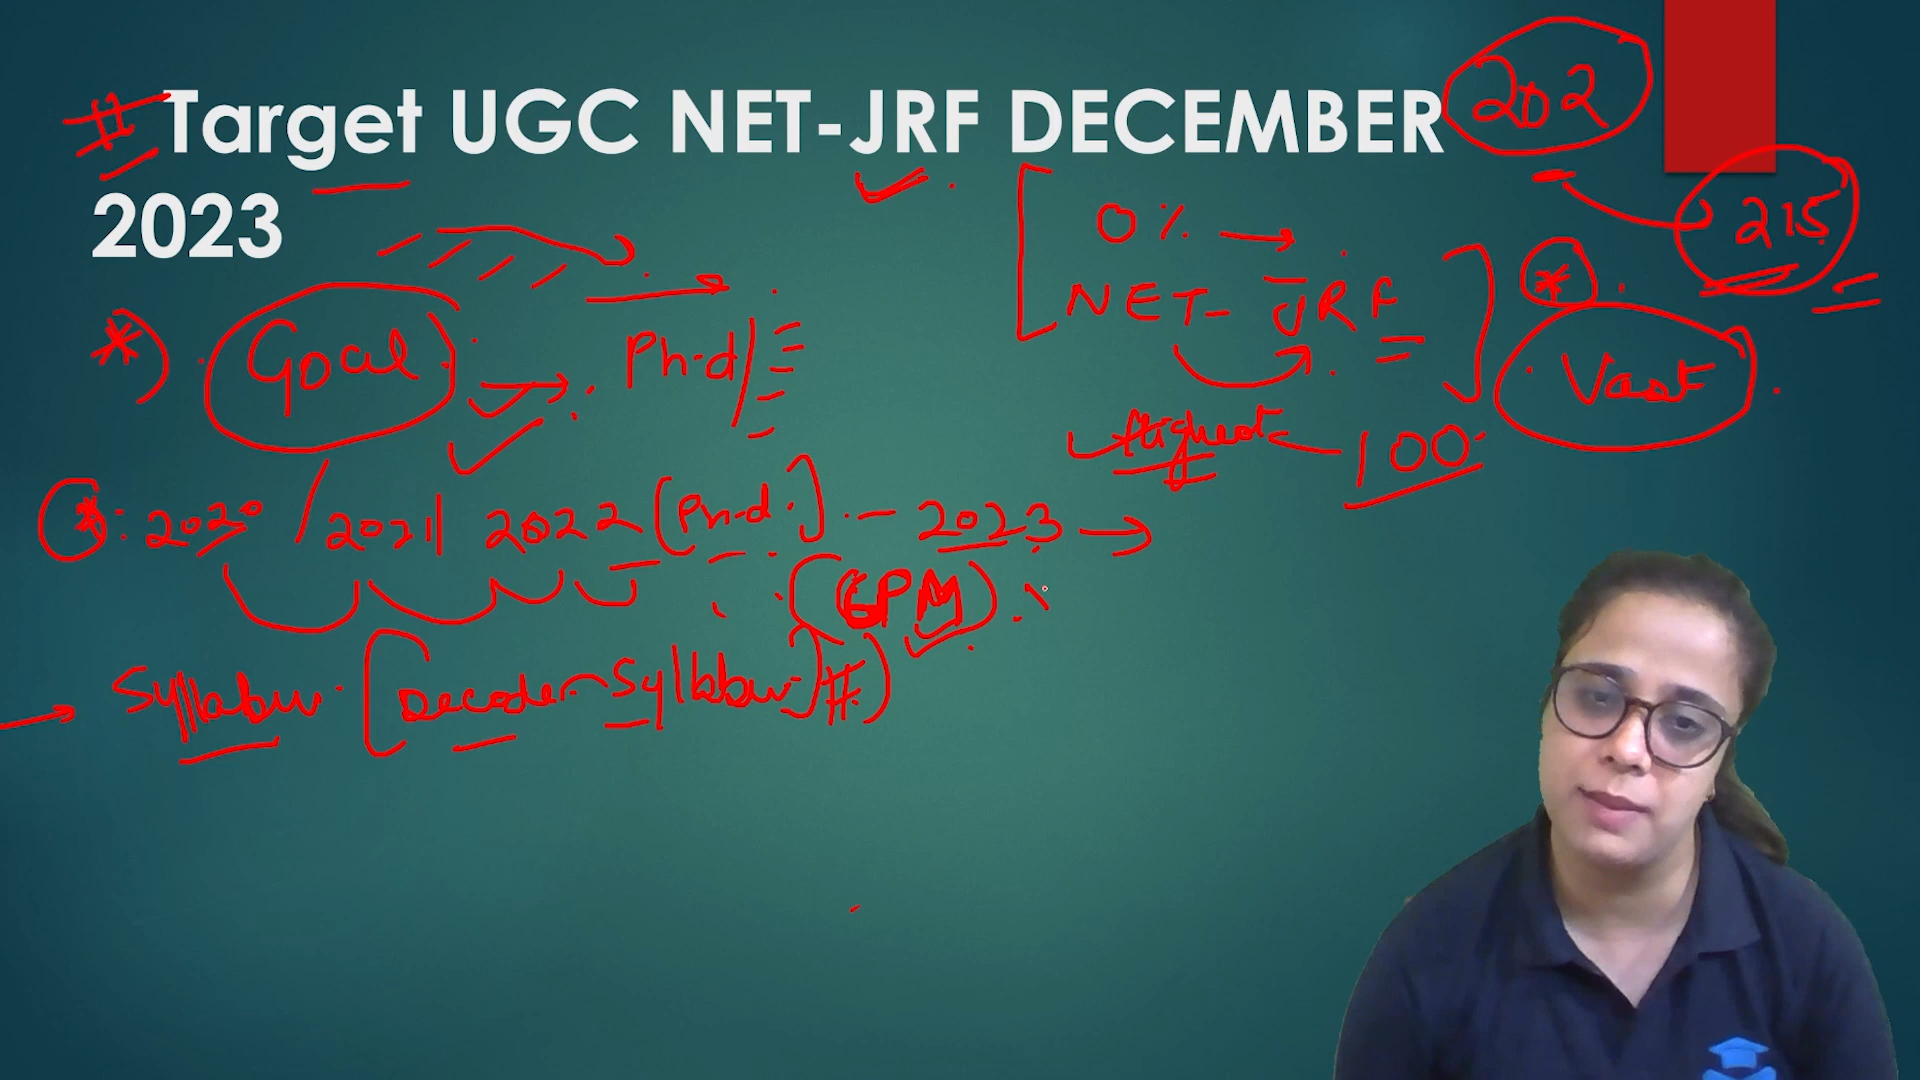 # Target UGC NET-JRF DECEMBER
2023
202
215
0% →
NET- JRF
*
Vast
*) Goal → Ph-d/
Highest 100
*: 2020 / 2021 | 2022 [Ph-d.] - 2023 →
(GPM)
→ Syllabus [Decode Syllabus] #)